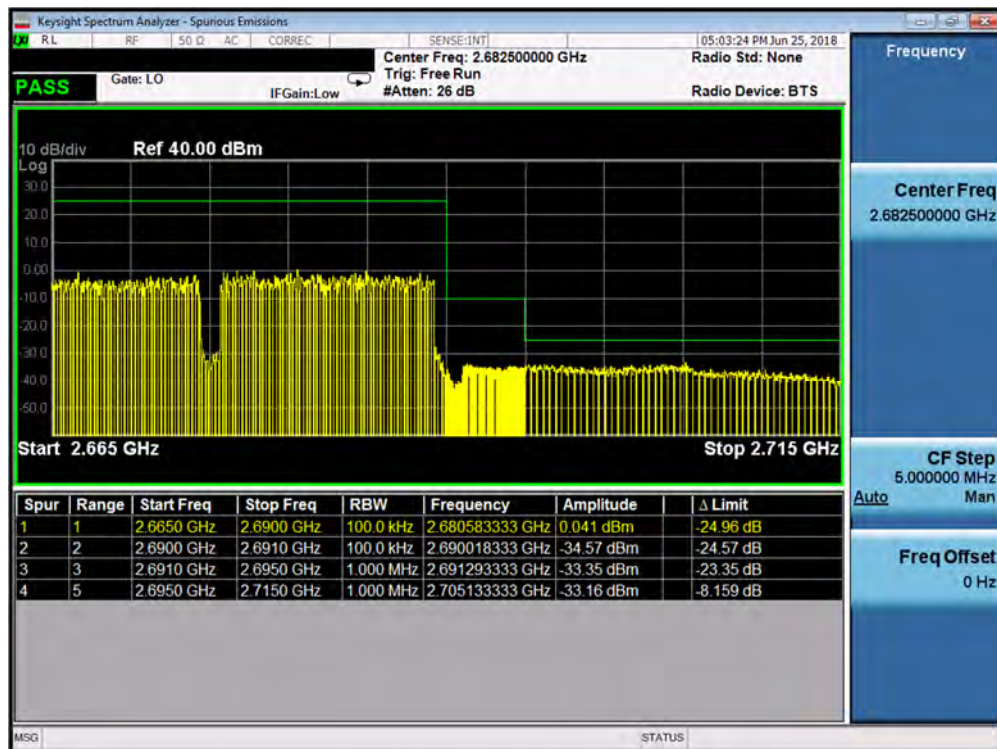 Keysight Spectrum Analyzer - Spurious Emissions
LXI RL RF 50 Ω AC CORREC SENSE:INT 05:03:24 PM Jun 25, 2018
Center Freq: 2.682500000 GHz Radio Std: None
PASS Gate: LO Trig: Free Run
IFGain:Low #Atten: 26 dB Radio Device: BTS
10 dB/div Ref 40.00 dBm
Log
30.0
20.0
10.0
0.00
-10.0
-20.0
-30.0
-40.0
-50.0
Start 2.665 GHz Stop 2.715 GHz
Spur Range Start Freq Stop Freq RBW Frequency Amplitude Δ Limit
1 1 2.6650 GHz 2.6900 GHz 100.0 kHz 2.680583333 GHz 0.041 dBm -24.96 dB
2 2 2.6900 GHz 2.6910 GHz 100.0 kHz 2.690018333 GHz -34.57 dBm -24.57 dB
3 3 2.6910 GHz 2.6950 GHz 1.000 MHz 2.691293333 GHz -33.35 dBm -23.35 dB
4 5 2.6950 GHz 2.7150 GHz 1.000 MHz 2.705133333 GHz -33.16 dBm -8.159 dB
Frequency
Center Freq
2.682500000 GHz
CF Step
5.000000 MHz
Auto Man
Freq Offset
0 Hz
MSG STATUS